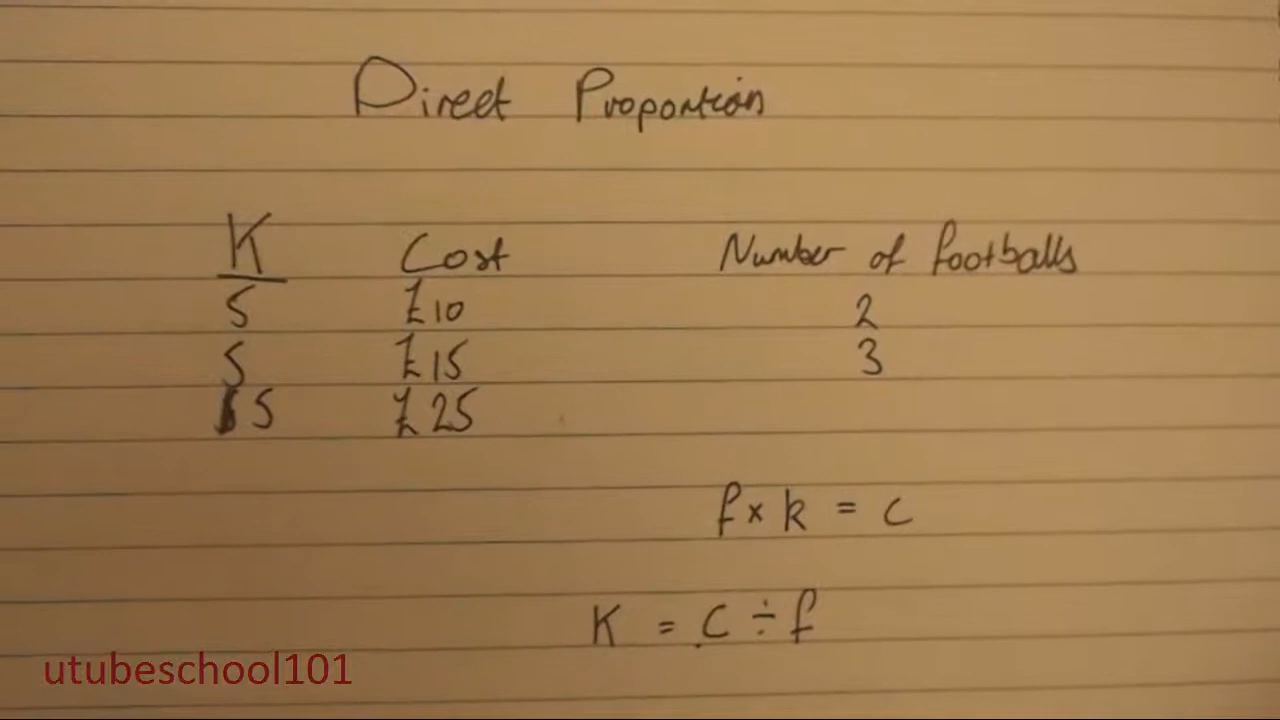 Direct Proportion
K Cost Number of footballs
5 £10 2
5 £15 3
5 £25
f × k = c
K = c ÷ f
utubeschool101